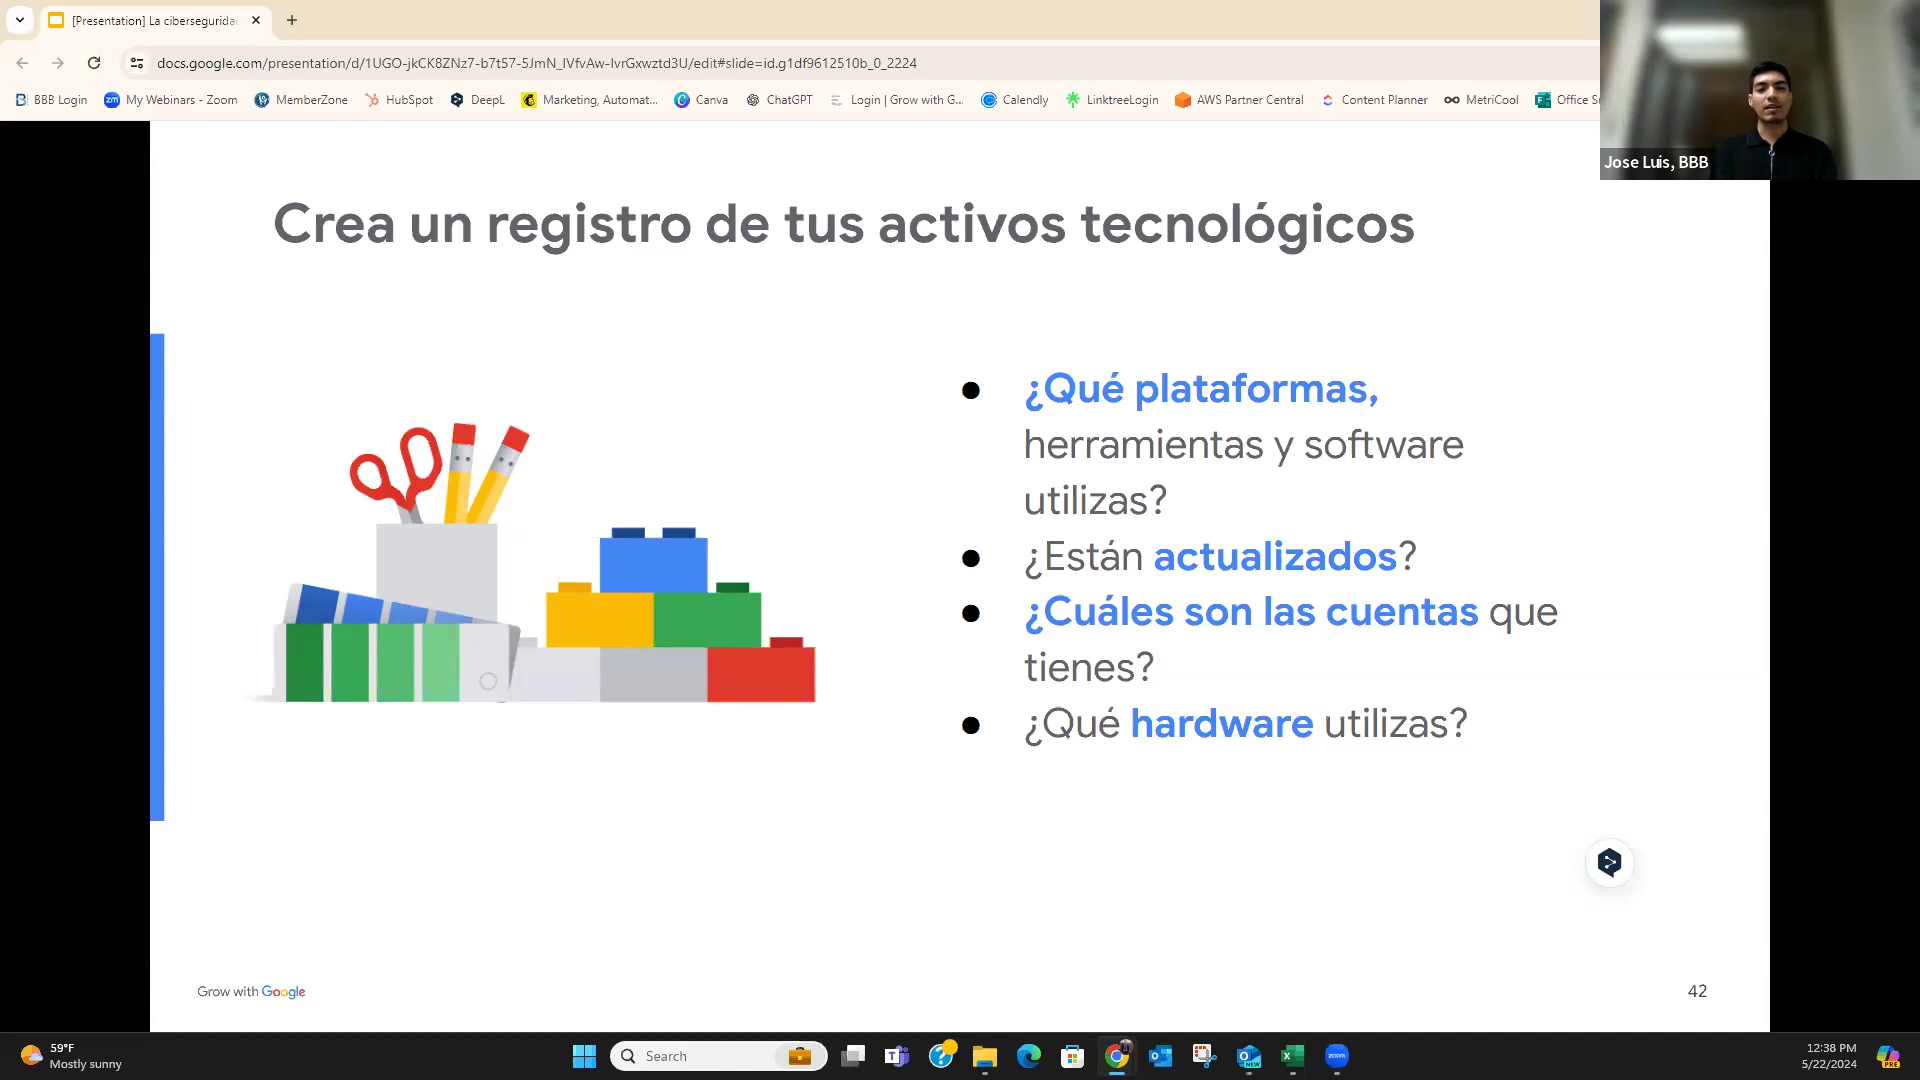 [Presentation] La cibersegurida
docs.google.com/presentation/d/1UGO-jkCK8ZNz7-b7t57-5JmN_IVfvAw-IvrGxwztd3U/edit#slide=id.g1df9612510b_0_2224
BBB Login My Webinars - Zoom MemberZone HubSpot DeepL Marketing, Automat... Canva ChatGPT Login | Grow with G... Calendly LinktreeLogin AWS Partner Central Content Planner MetriCool Office Su
Jose Luis, BBB
Crea un registro de tus activos tecnológicos
¿Qué plataformas,
herramientas y software
utilizas?
¿Están actualizados?
¿Cuáles son las cuentas que
tienes?
¿Qué hardware utilizas?
Grow with Google
42
59°F
Mostly sunny
Search
12:38 PM
5/22/2024